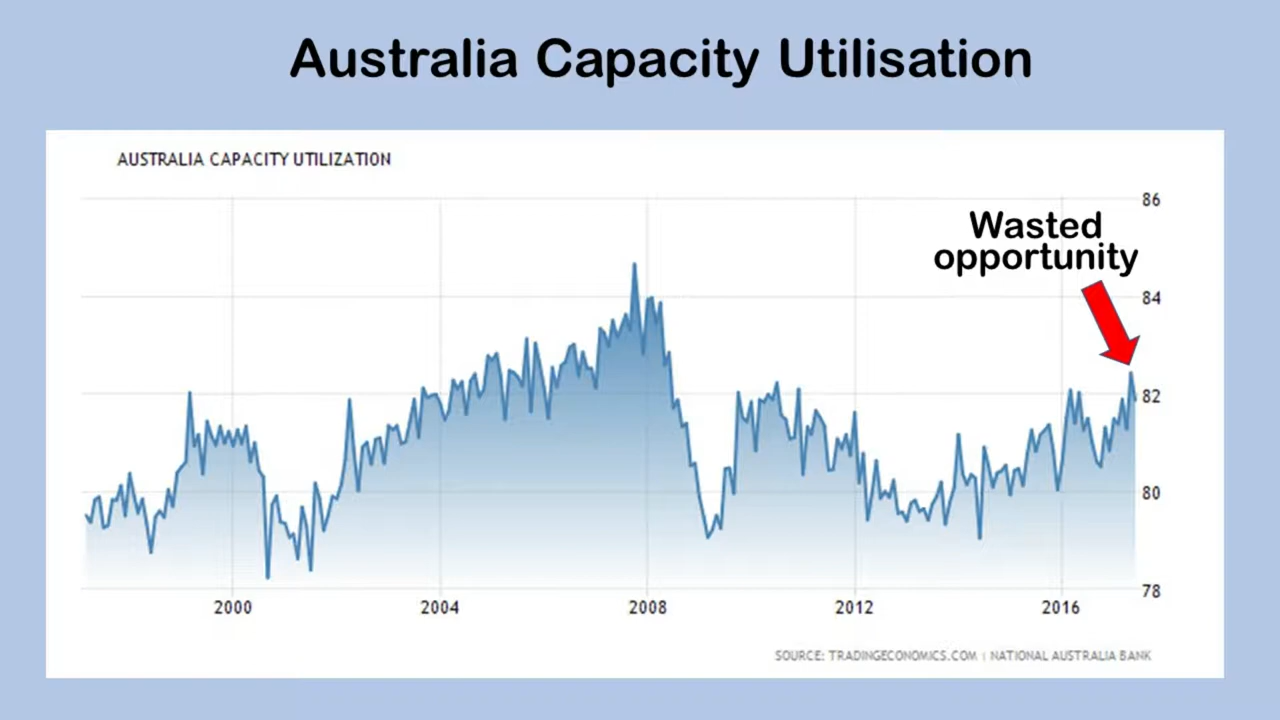 Australia Capacity Utilisation
AUSTRALIA CAPACITY UTILIZATION
86
Wasted
opportunity
84
82
80
78
2000 2004 2008 2012 2016
SOURCE: TRADINGECONOMICS.COM | NATIONAL AUSTRALIA BANK